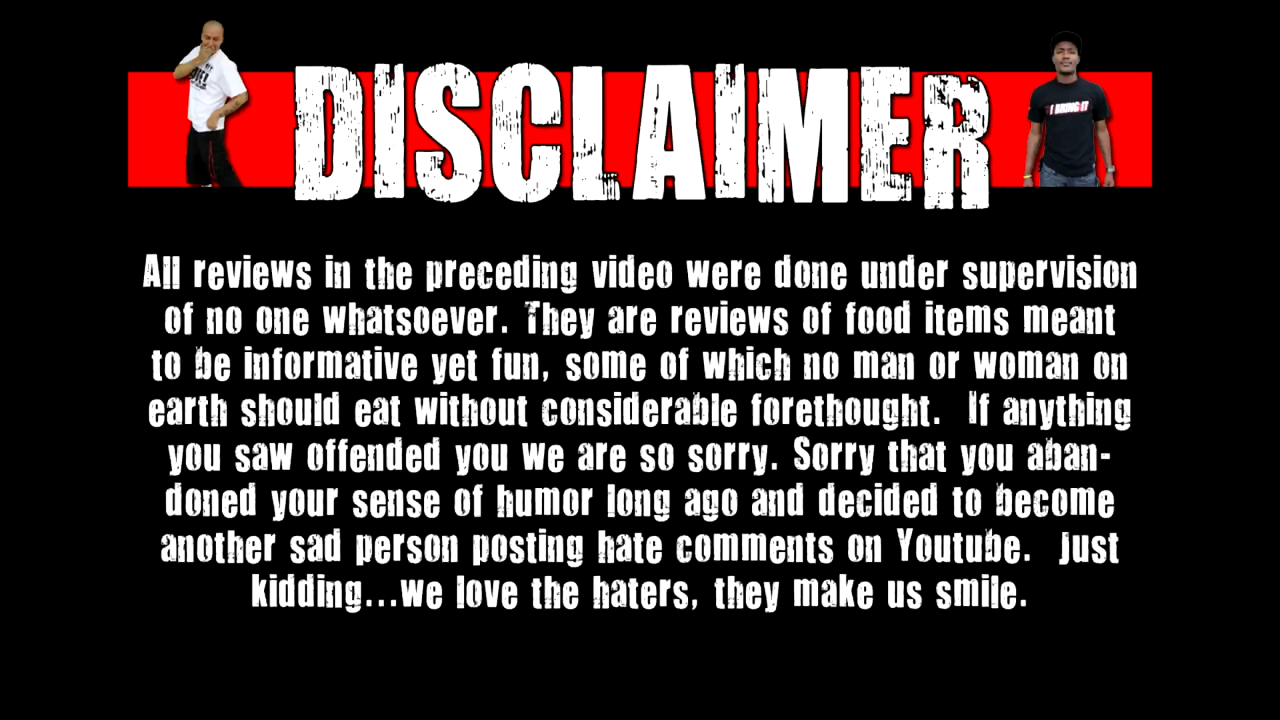 DISCLAIMER
I BRING IT
All reviews in the preceding video were done under supervision
of no one whatsoever. They are reviews of food items meant
to be informative yet fun, some of which no man or woman on
earth should eat without considerable forethought. If anything
you saw offended you we are so sorry. Sorry that you aban-
doned your sense of humor long ago and decided to become
another sad person posting hate comments on Youtube. Just
kidding...we love the haters, they make us smile.